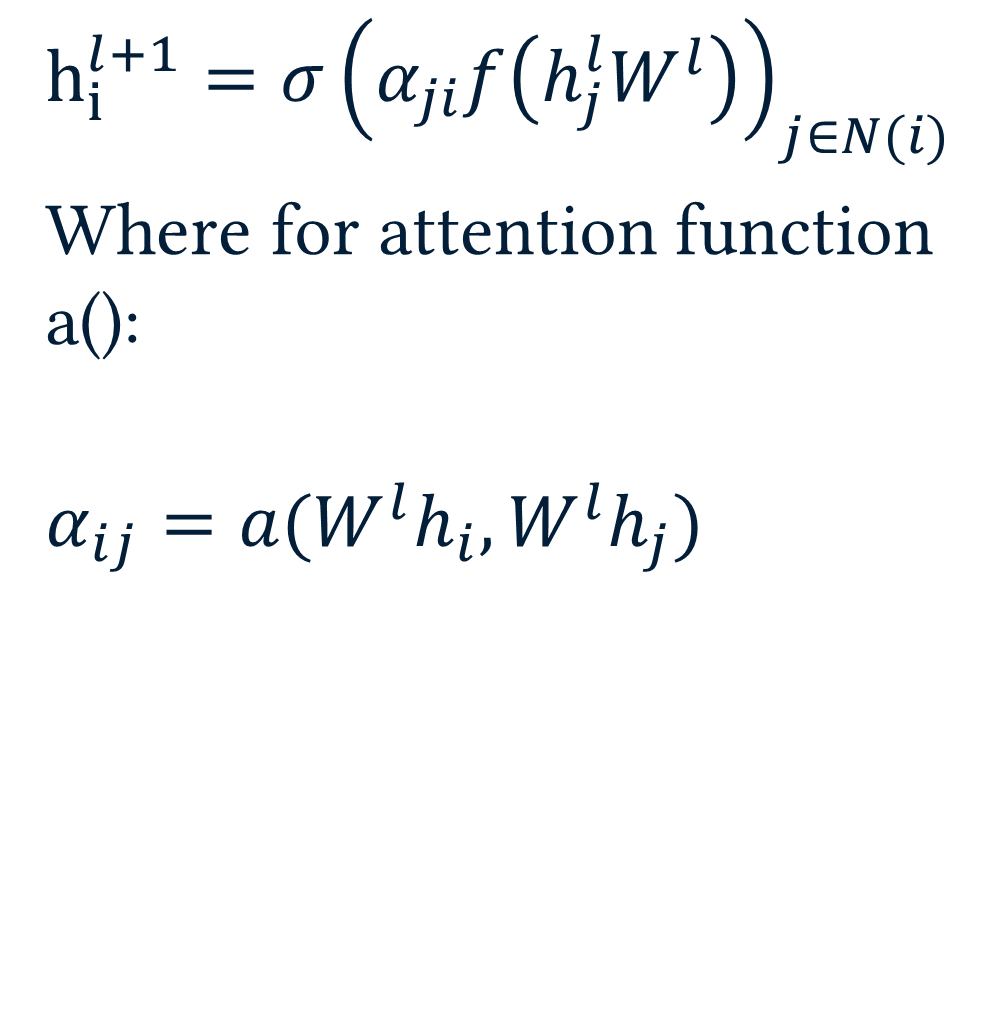 h_i^{l+1} = σ(α_{ji} f(h_j^l W^l))_{j∈N(i)}
Where for attention function
a():
α_{ij} = a(W^l h_i, W^l h_j)